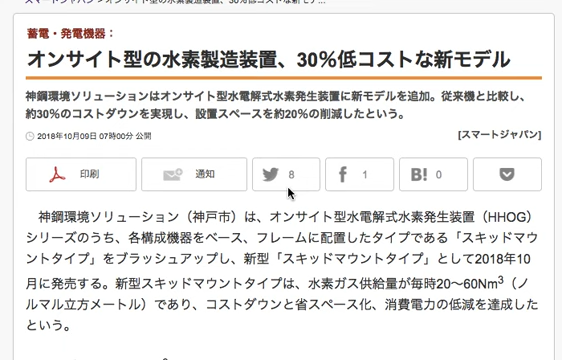 蓄電・発電機器：
オンサイト型の水素製造装置、30％低コストな新モデル
神鋼環境ソリューションはオンサイト型水電解式水素発生装置に新モデルを追加。従来機と比較し、
約30％のコストダウンを実現し、設置スペースを約20％の削減したという。
2018年10月09日 07時00分 公開
[スマートジャパン]
印刷 通知 8 1 B! 0
神鋼環境ソリューション（神戸市）は、オンサイト型水電解式水素発生装置（HHOG）
シリーズのうち、各構成機器をベース、フレームに配置したタイプである「スキッドマウ
ントタイプ」をブラッシュアップし、新型「スキッドマウントタイプ」として2018年10
月に発売する。新型スキッドマウントタイプは、水素ガス供給量が毎時20〜60Nm³（ノ
ルマル立方メートル）であり、コストダウンと省スペース化、消費電力の低減を達成した
という。